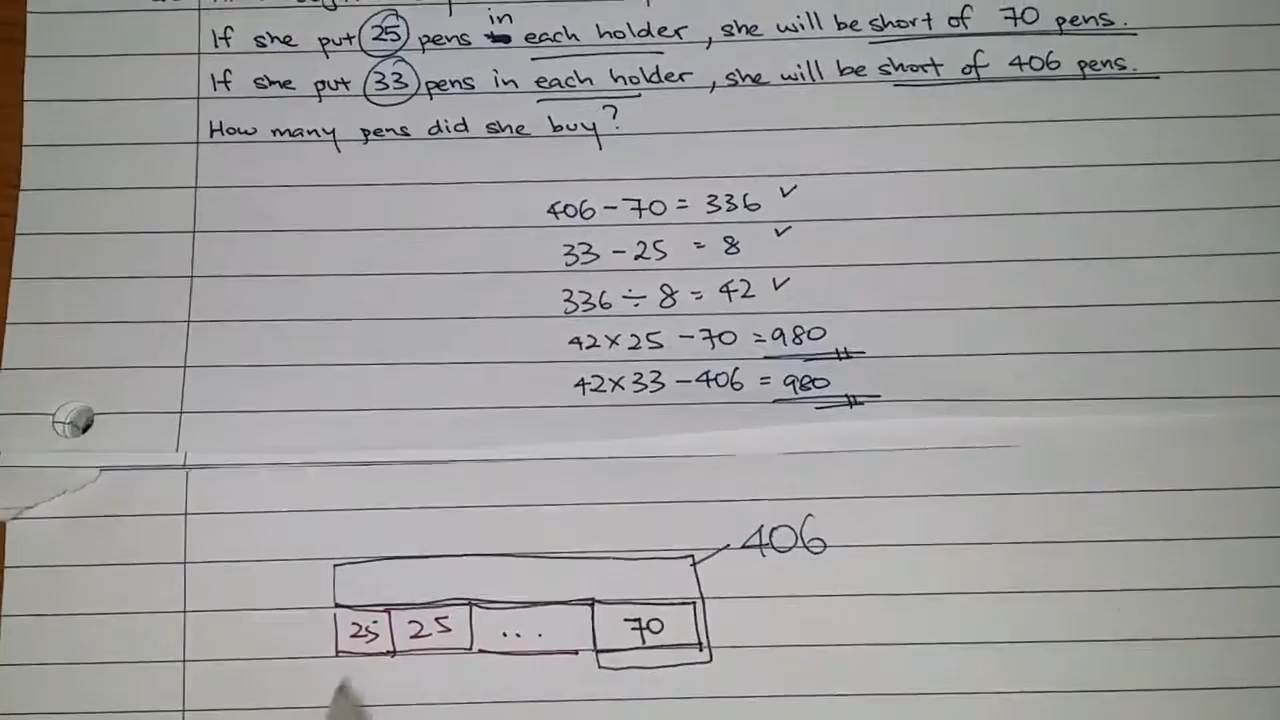 If she put 25 pens in each holder, she will be short of 70 pens.
If she put 33 pens in each holder, she will be short of 406 pens.
How many pens did she buy?
406 - 70 = 336 ✓
33 - 25 = 8 ✓
336 ÷ 8 = 42 ✓
42 × 25 - 70 = 980
42 × 33 - 406 = 980
406
25 25 ... 70